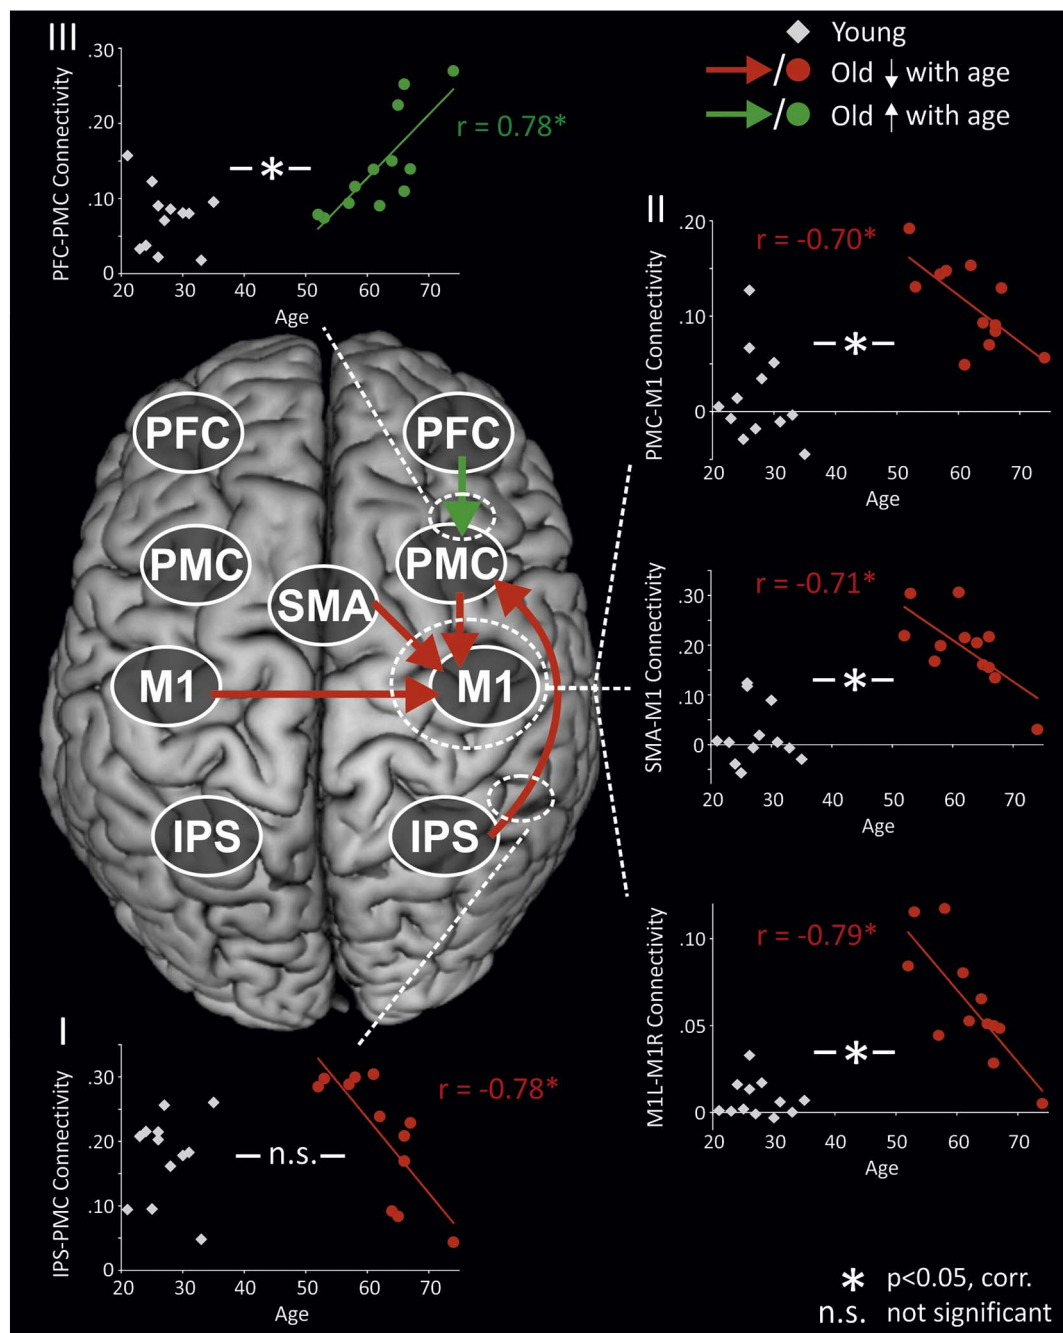 III
.30
.20
.10
0
PFC-PMC Connectivity
r = 0.78*
*
20 30 40 50 60 70
Age
Young
/ Old ↓ with age
/ Old ↑ with age
II
.20
.10
0
PMC-M1 Connectivity
r = -0.70*
*
20 30 40 50 60 70
Age
PFC PFC
PMC PMC
SMA
M1 M1
IPS IPS
.30
.20
.10
0
SMA-M1 Connectivity
r = -0.71*
*
20 30 40 50 60 70
Age
.10
.05
0
M1L-M1R Connectivity
r = -0.79*
*
20 30 40 50 60 70
Age
I
.30
.20
.10
0
IPS-PMC Connectivity
r = -0.78*
n.s.
20 30 40 50 60 70
Age
* p<0.05, corr.
n.s. not significant